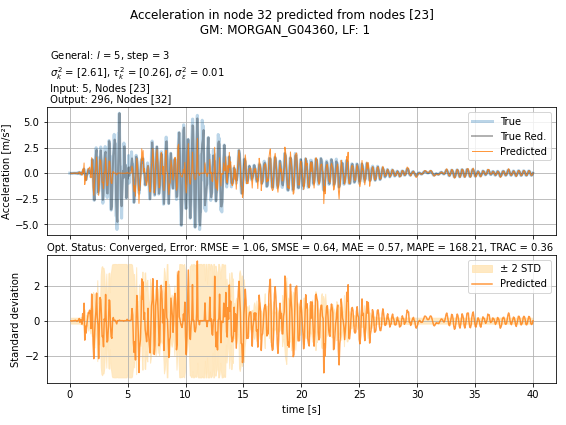 Acceleration in node 32 predicted from nodes [23]
GM: MORGAN_G04360, LF: 1
General: l = 5, step = 3
σ²ₖ = [2.61], τ²ₖ = [0.26], σ²ε = 0.01
Input: 5, Nodes [23]
Output: 296, Nodes [32]
Acceleration [m/s²]
5.0
2.5
0.0
−2.5
−5.0
True
True Red.
Predicted
Opt. Status: Converged, Error: RMSE = 1.06, SMSE = 0.64, MAE = 0.57, MAPE = 168.21, TRAC = 0.36
Standard deviation
2
0
−2
± 2 STD
Predicted
0 5 10 15 20 25 30 35 40
time [s]